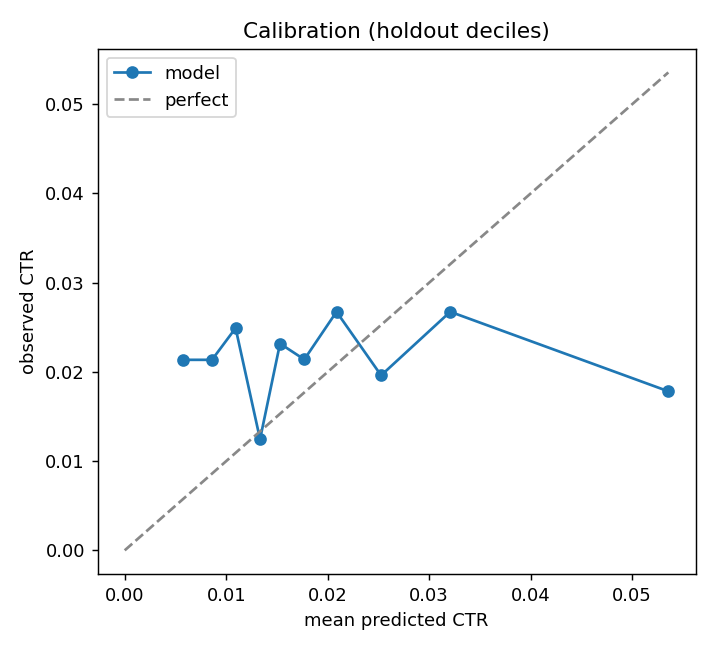 Calibration (holdout deciles)
model
perfect
0.05
0.04
0.03
0.02
0.01
0.00
observed CTR
0.00 0.01 0.02 0.03 0.04 0.05
mean predicted CTR